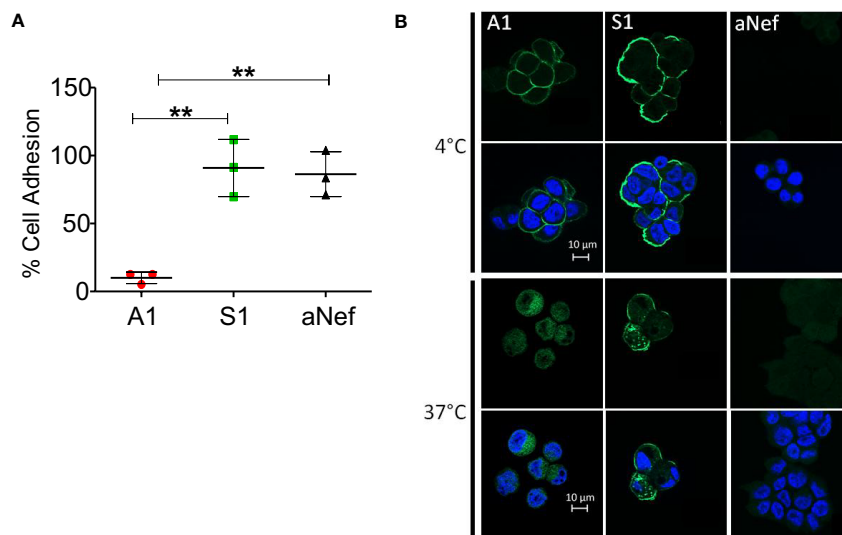 A
**
**
150
100
50
0
% Cell Adhesion
A1 S1 aNef
B
A1 S1 aNef
4°C
10 µm
37°C
10 µm